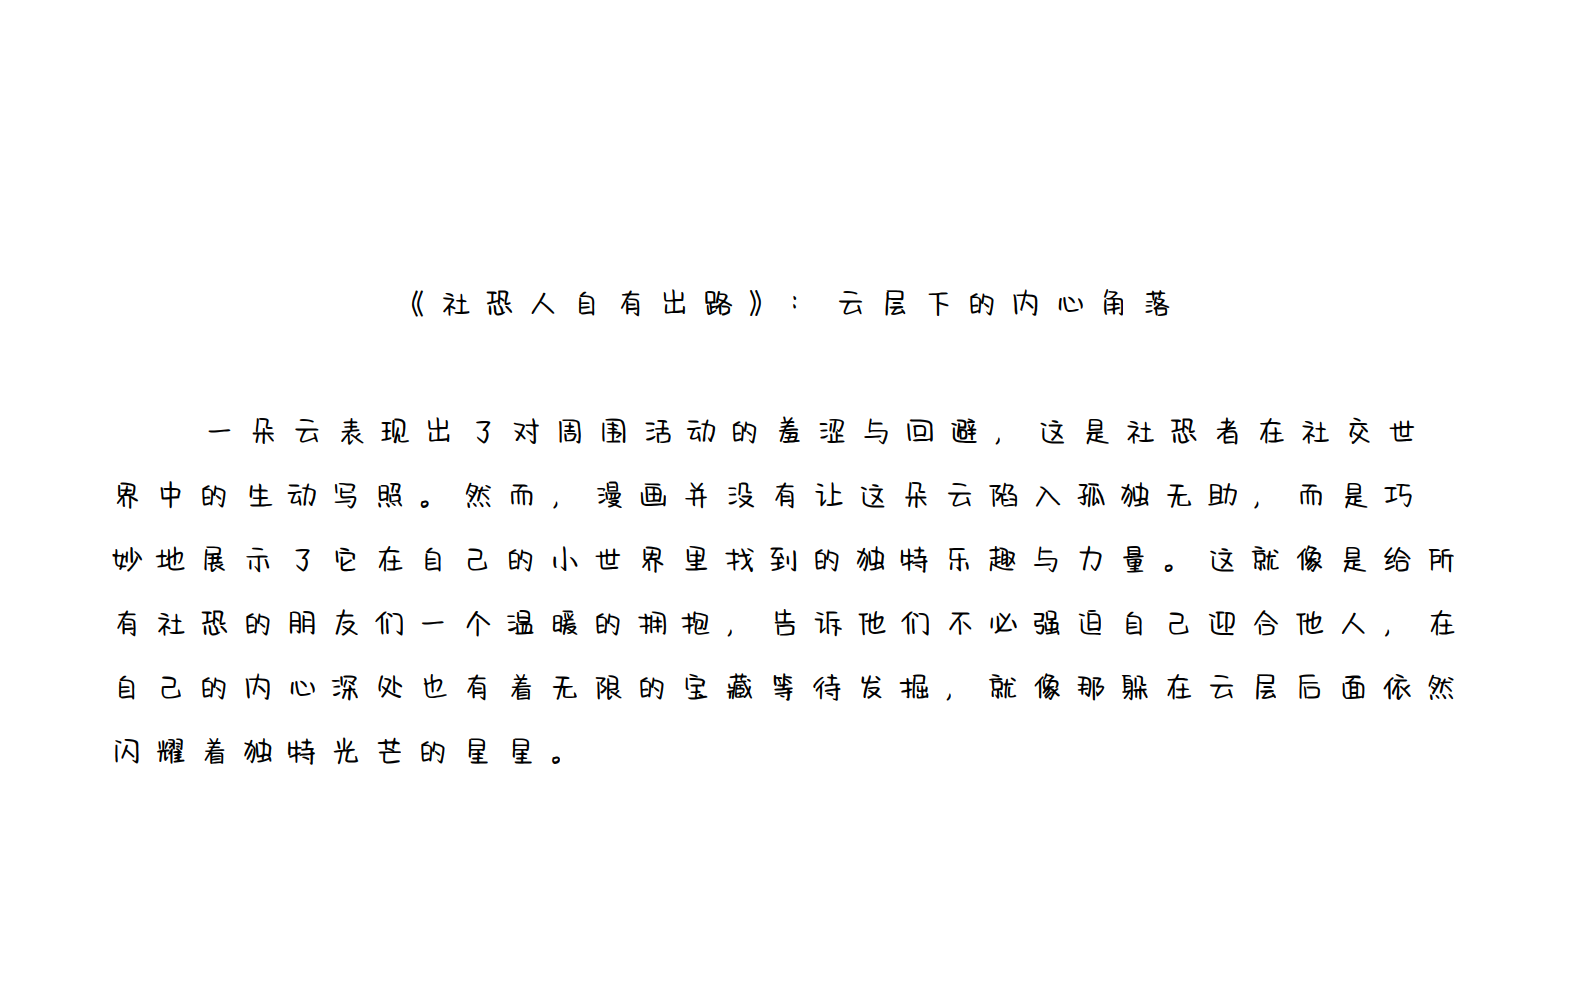 《社恐人自有出路》：云层下的内心角落
一朵云表现出了对周围活动的羞涩与回避，这是社恐者在社交世
界中的生动写照。然而，漫画并没有让这朵云陷入孤独无助，而是巧
妙地展示了它在自己的小世界里找到的独特乐趣与力量。这就像是给所
有社恐的朋友们一个温暖的拥抱，告诉他们不必强迫自己迎合他人，在
自己的内心深处也有着无限的宝藏等待发掘，就像那躲在云层后面依然
闪耀着独特光芒的星星。